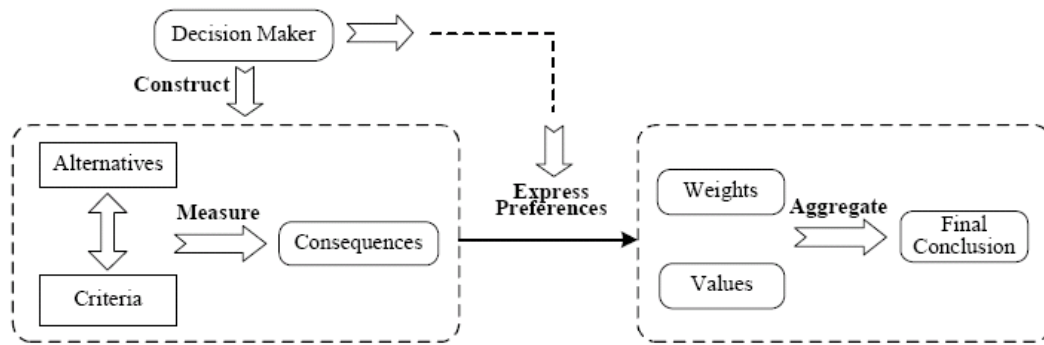 Decision Maker
Construct
Alternatives
Measure
Consequences
Criteria
Express
Preferences
Weights
Aggregate
Values
Final
Conclusion